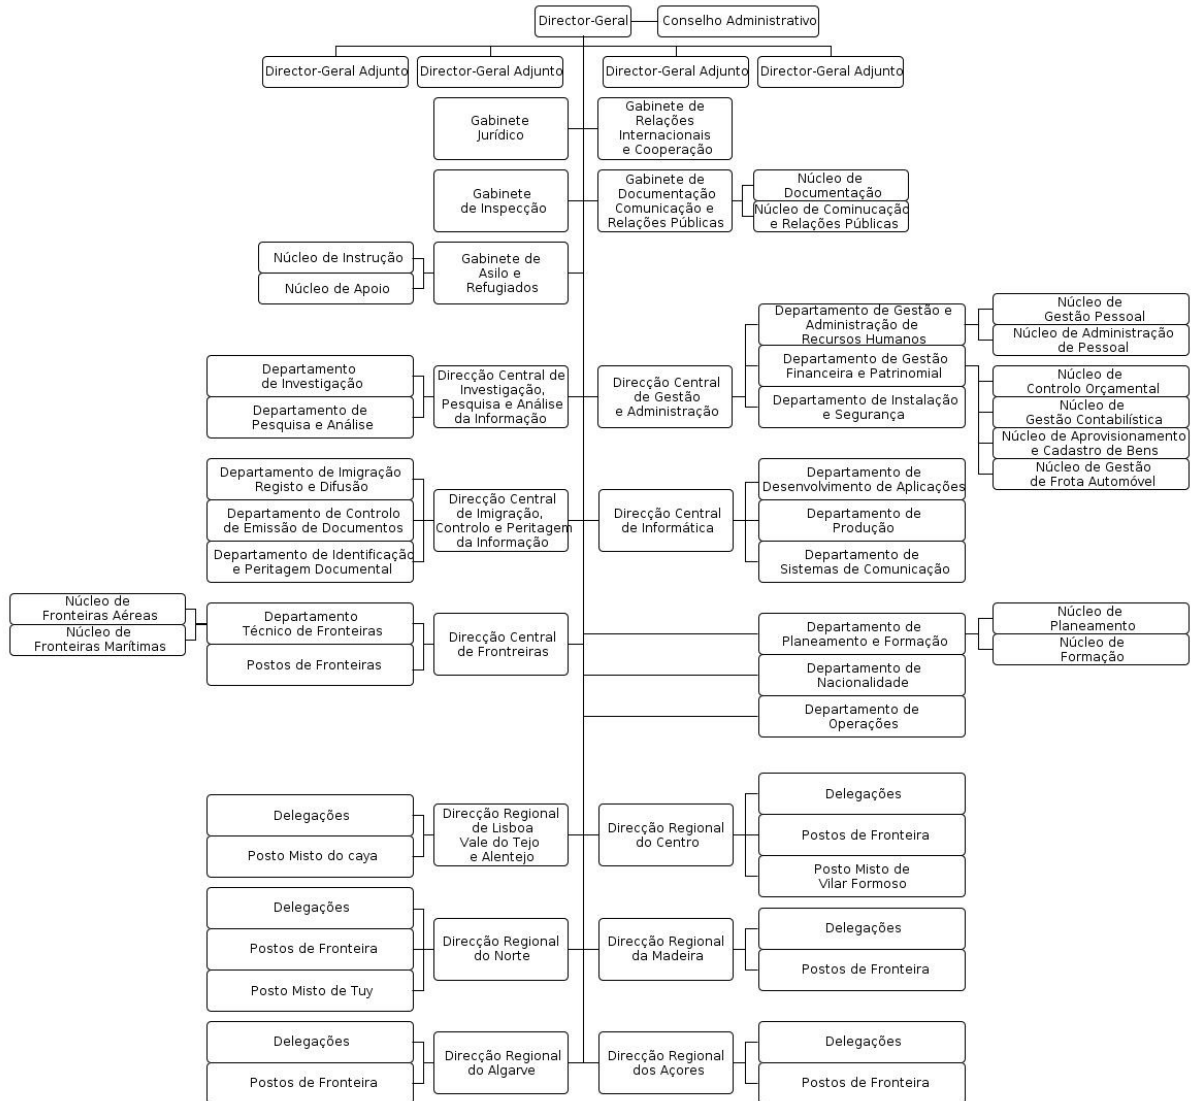 Director-Geral
Conselho Administrativo
Director-Geral Adjunto
Director-Geral Adjunto
Director-Geral Adjunto
Director-Geral Adjunto
Gabinete
Jurídico
Gabinete de
Relações
Internacionais
e Cooperação
Gabinete
de Inspecção
Gabinete de
Documentação
Comunicação e
Relações Públicas
Núcleo de
Documentação
Núcleo de Cominucação
e Relações Públicas
Núcleo de Instrução
Núcleo de Apoio
Gabinete de
Asilo e
Refugiados
Departamento
de Investigação
Departamento de
Pesquisa e Análise
Direcção Central de
Investigação,
Pesquisa e Análise
da Informação
Direcção Central
de Gestão
e Administração
Departamento de Gestão e
Administração de
Recursos Humanos
Departamento de Gestão
Financeira e Patrinomial
Departamento de Instalação
e Segurança
Núcleo de
Gestão Pessoal
Núcleo de Administração
de Pessoal
Núcleo de
Controlo Orçamental
Núcleo de
Gestão Contabilística
Núcleo de Aprovisionamento
e Cadastro de Bens
Núcleo de Gestão
de Frota Automóvel
Departamento de Imigração
Registo e Difusão
Departamento de Controlo
de Emissão de Documentos
Departamento de Identificação
e Peritagem Documental
Direcção Central
de Imigração,
Controlo e Peritagem
da Informação
Direcção Central
de Informática
Departamento de
Desenvolvimento de Aplicações
Departamento de
Produção
Departamento de
Sistemas de Comunicação
Núcleo de
Fronteiras Aéreas
Núcleo de
Fronteiras Marítimas
Departamento
Técnico de Fronteiras
Postos de Fronteiras
Direcção Central
de Frontreiras
Departamento de
Planeamento e Formação
Departamento de
Nacionalidade
Departamento de
Operações
Núcleo de
Planeamento
Núcleo de
Formação
Delegações
Posto Misto do caya
Direcção Regional
de Lisboa
Vale do Tejo
e Alentejo
Direcção Regional
do Centro
Delegações
Postos de Fronteira
Posto Misto de
Vilar Formoso
Delegações
Postos de Fronteira
Posto Misto de Tuy
Direcção Regional
do Norte
Direcção Regional
da Madeira
Delegações
Postos de Fronteira
Delegações
Postos de Fronteira
Direcção Regional
do Algarve
Direcção Regional
dos Açores
Delegações
Postos de Fronteira